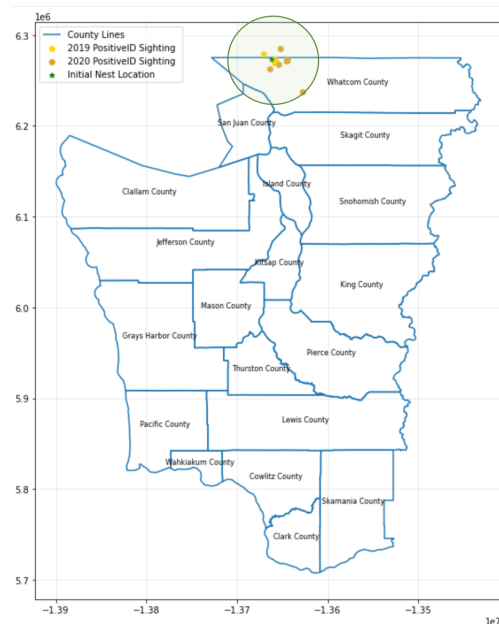 1e6
6.3
6.2
6.1
6.0
5.9
5.8
5.7
County Lines
2019 PositiveID Sighting
2020 PositiveID Sighting
Initial Nest Location
Whatcom County
San Juan County
Skagit County
Island County
Clallam County
Snohomish County
Jefferson County
Kitsap County
King County
Mason County
Grays Harbor County
Pierce County
Thurston County
Pacific County
Lewis County
Wahkiakum County
Cowlitz County
Skamania County
Clark County
−1.39
−1.38
−1.37
−1.36
−1.35
1e7